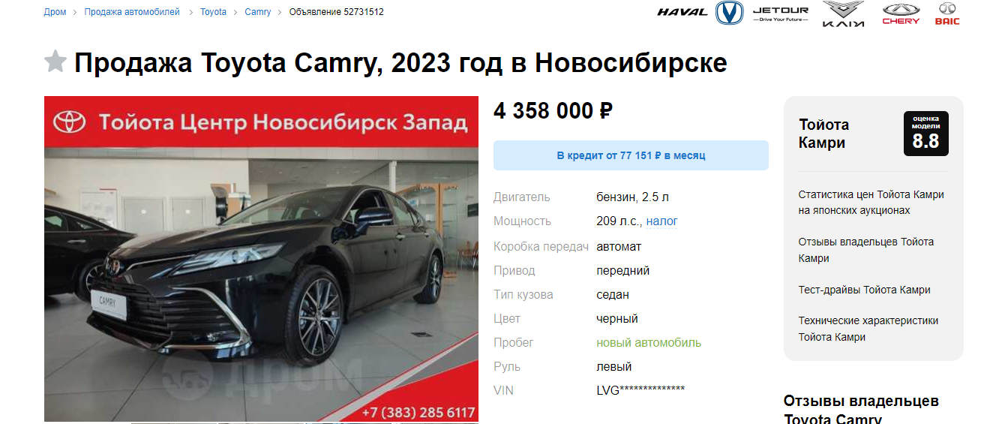 Дром > Продажа автомобилей > Toyota > Camry > Объявление 52731512
HAVAL
JETOUR
Drive Your Future
KAIYI
CHERY
BAIC
Продажа Toyota Camry, 2023 год в Новосибирске
Тойота Центр Новосибирск Запад
CAMRY
дром
+7 (383) 285 6117
4 358 000 ₽
В кредит от 77 151 ₽ в месяц
Двигатель бензин, 2.5 л
Мощность 209 л.с., налог
Коробка передач автомат
Привод передний
Тип кузова седан
Цвет черный
Пробег новый автомобиль
Руль левый
VIN LVG**************
Тойота
Камри
оценка
модели
8.8
Статистика цен Тойота Камри
на японских аукционах
Отзывы владельцев Тойота
Камри
Тест-драйвы Тойота Камри
Технические характеристики
Тойота Камри
Отзывы владельцев
Toyota Camry